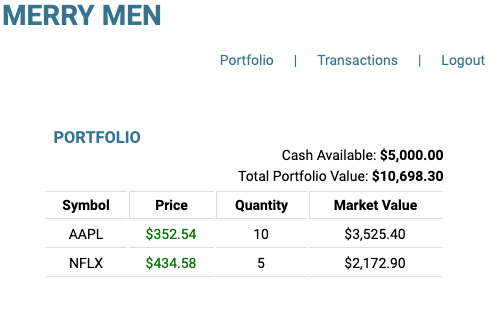 MERRY MEN
Portfolio | Transactions | Logout
PORTFOLIO
Cash Available: $5,000.00
Total Portfolio Value: $10,698.30
Symbol Price Quantity Market Value
AAPL $352.54 10 $3,525.40
NFLX $434.58 5 $2,172.90